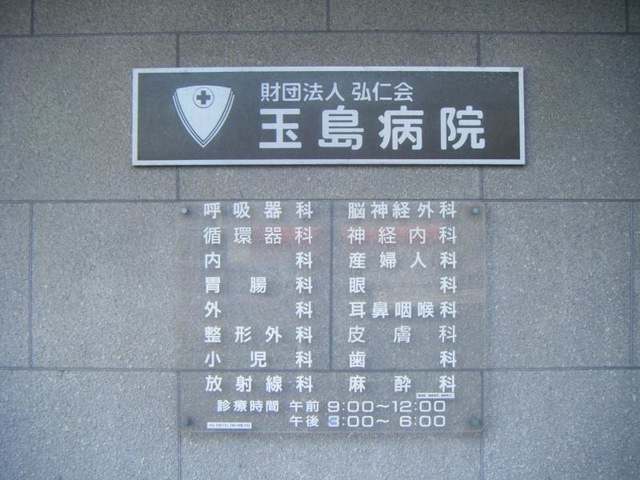 財団法人 弘仁会
玉島病院
呼吸器科
循環器科
内科
胃腸科
外科
整形外科
小児科
放射線科
脳神経外科
神経内科
産婦人科
眼科
耳鼻咽喉科
皮膚科
歯科
麻酔科
診療時間 午前 9:00~12:00
午後 3:00~ 6:00